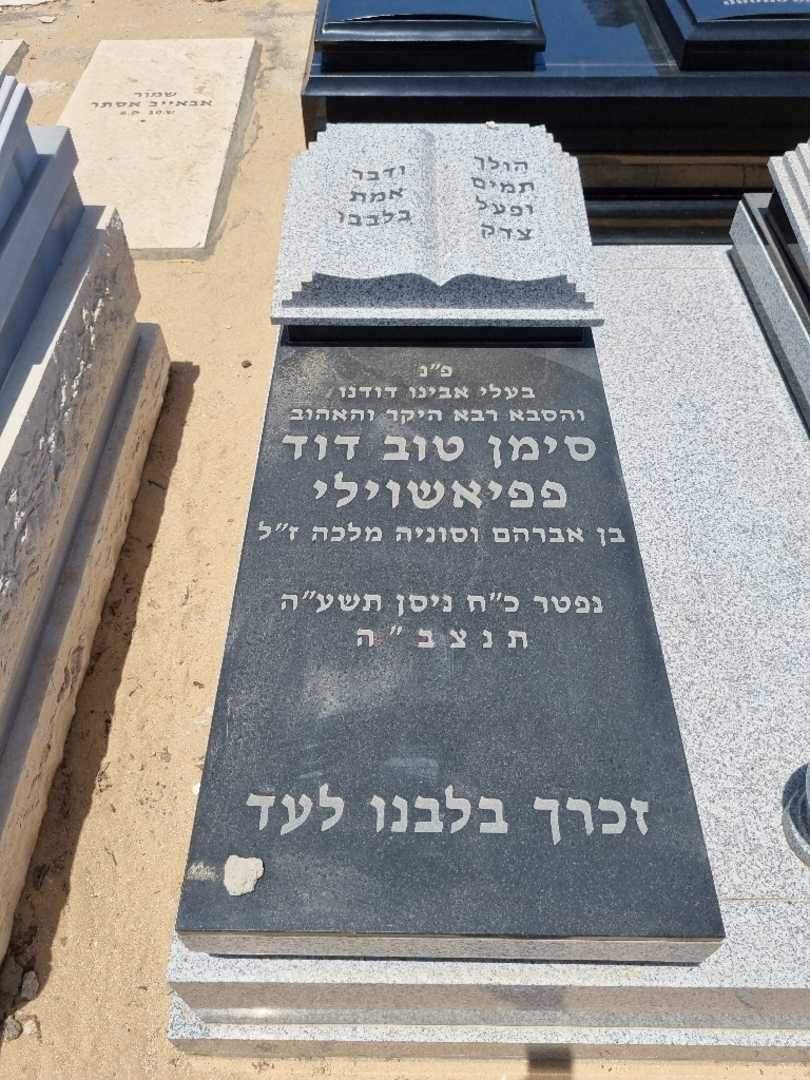 שמור
אבאייב אסתר
הולך
תמים
ופעל
צדק
ודבר
אמת
בלבבו
פ"נ
בעלי אבינו דודנו
והסבא רבא היקר והאהוב
סימן טוב דוד
פפיאשוילי
בן אברהם וסוניה מלכה ז"ל
נפטר כ"ח ניסן תשע"ה
ת נ צ ב " ה
זכרך בלבנו לעד